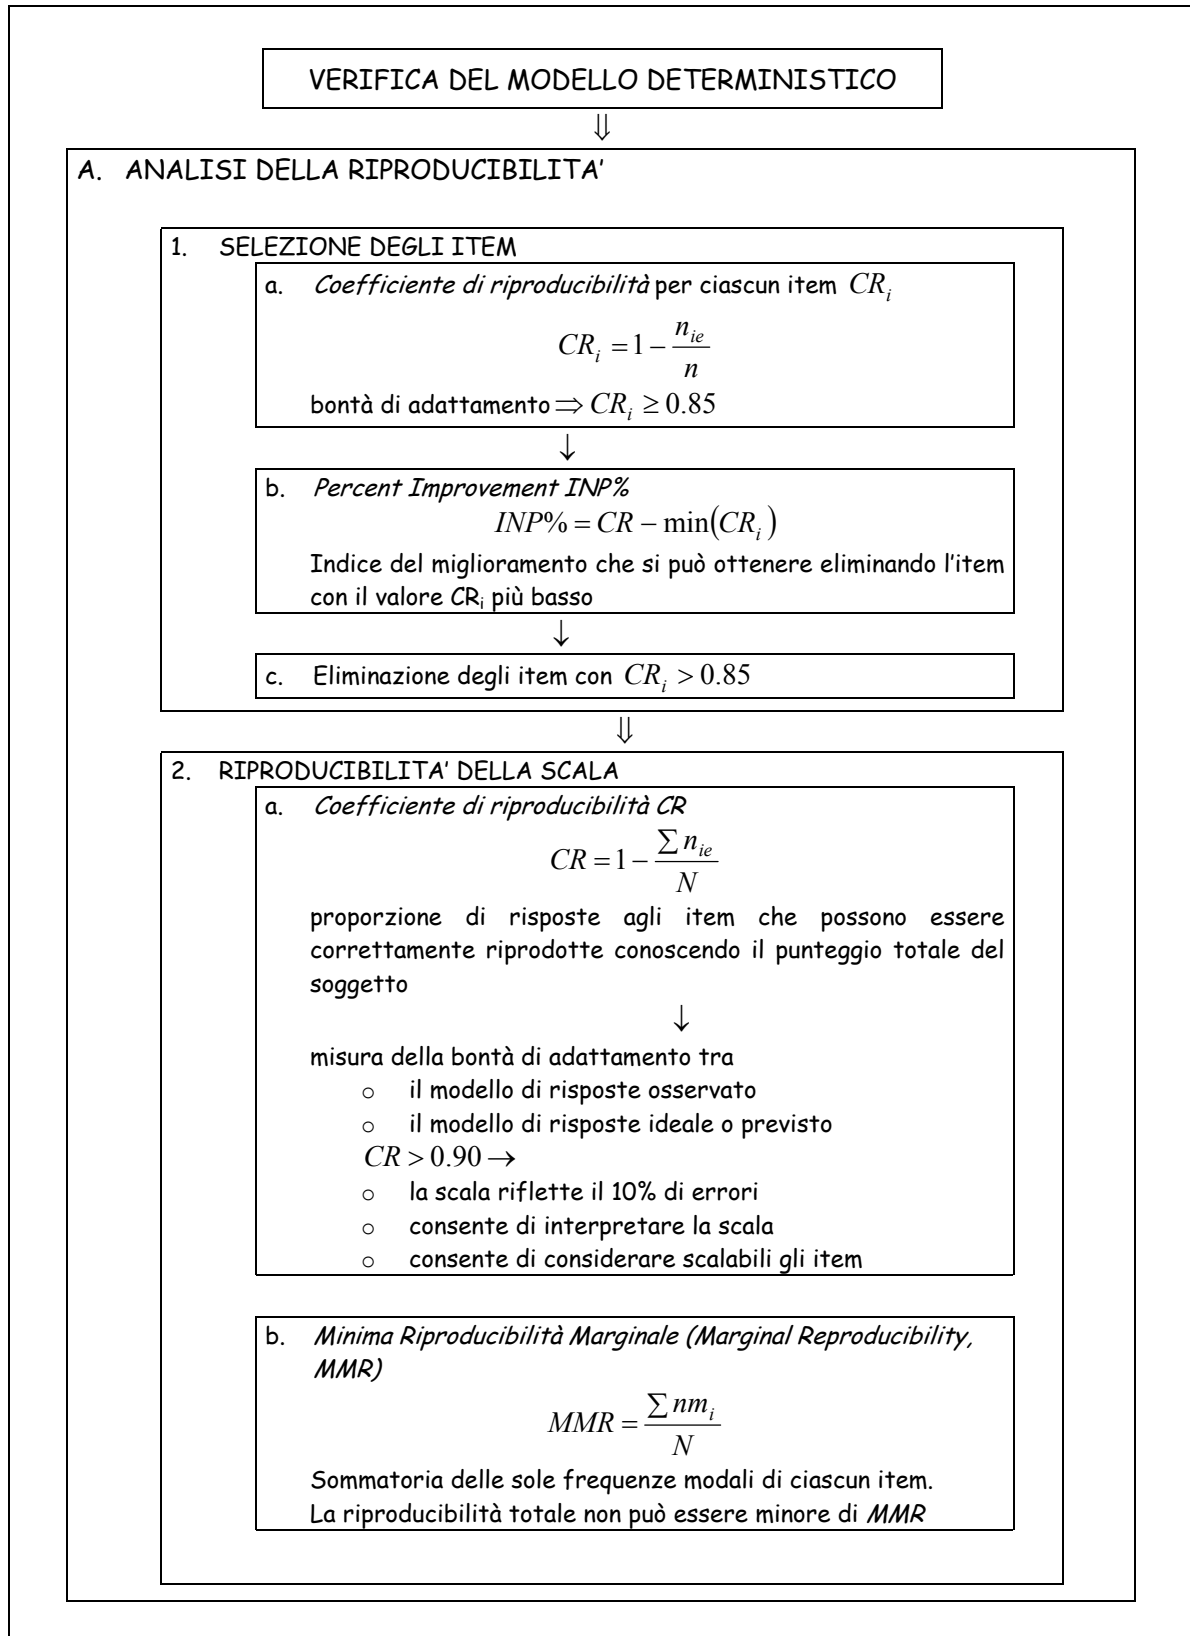 VERIFICA DEL MODELLO DETERMINISTICO
⇓
A. ANALISI DELLA RIPRODUCIBILITA'
1. SELEZIONE DEGLI ITEM
a. Coefficiente di riproducibilità per ciascun item CR_i
CR_i = 1 − n_ie / n
bontà di adattamento ⇒ CR_i ≥ 0.85
↓
b. Percent Improvement INP%
INP% = CR − min(CR_i)
Indice del miglioramento che si può ottenere eliminando l'item
con il valore CR_i più basso
↓
c. Eliminazione degli item con CR_i > 0.85
⇓
2. RIPRODUCIBILITA' DELLA SCALA
a. Coefficiente di riproducibilità CR
CR = 1 − ∑ n_ie / N
proporzione di risposte agli item che possono essere
correttamente riprodotte conoscendo il punteggio totale del
soggetto
↓
misura della bontà di adattamento tra
o il modello di risposte osservato
o il modello di risposte ideale o previsto
CR > 0.90 →
o la scala riflette il 10% di errori
o consente di interpretare la scala
o consente di considerare scalabili gli item
b. Minima Riproducibilità Marginale (Marginal Reproducibility,
MMR)
MMR = ∑ nm_i / N
Sommatoria delle sole frequenze modali di ciascun item.
La riproducibilità totale non può essere minore di MMR